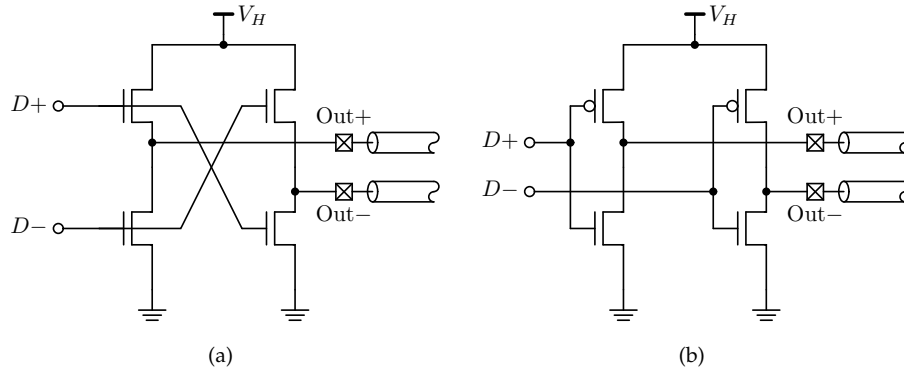 V_H
D+
Out+
Out−
D−
(a)
V_H
D+
D−
Out+
Out−
(b)